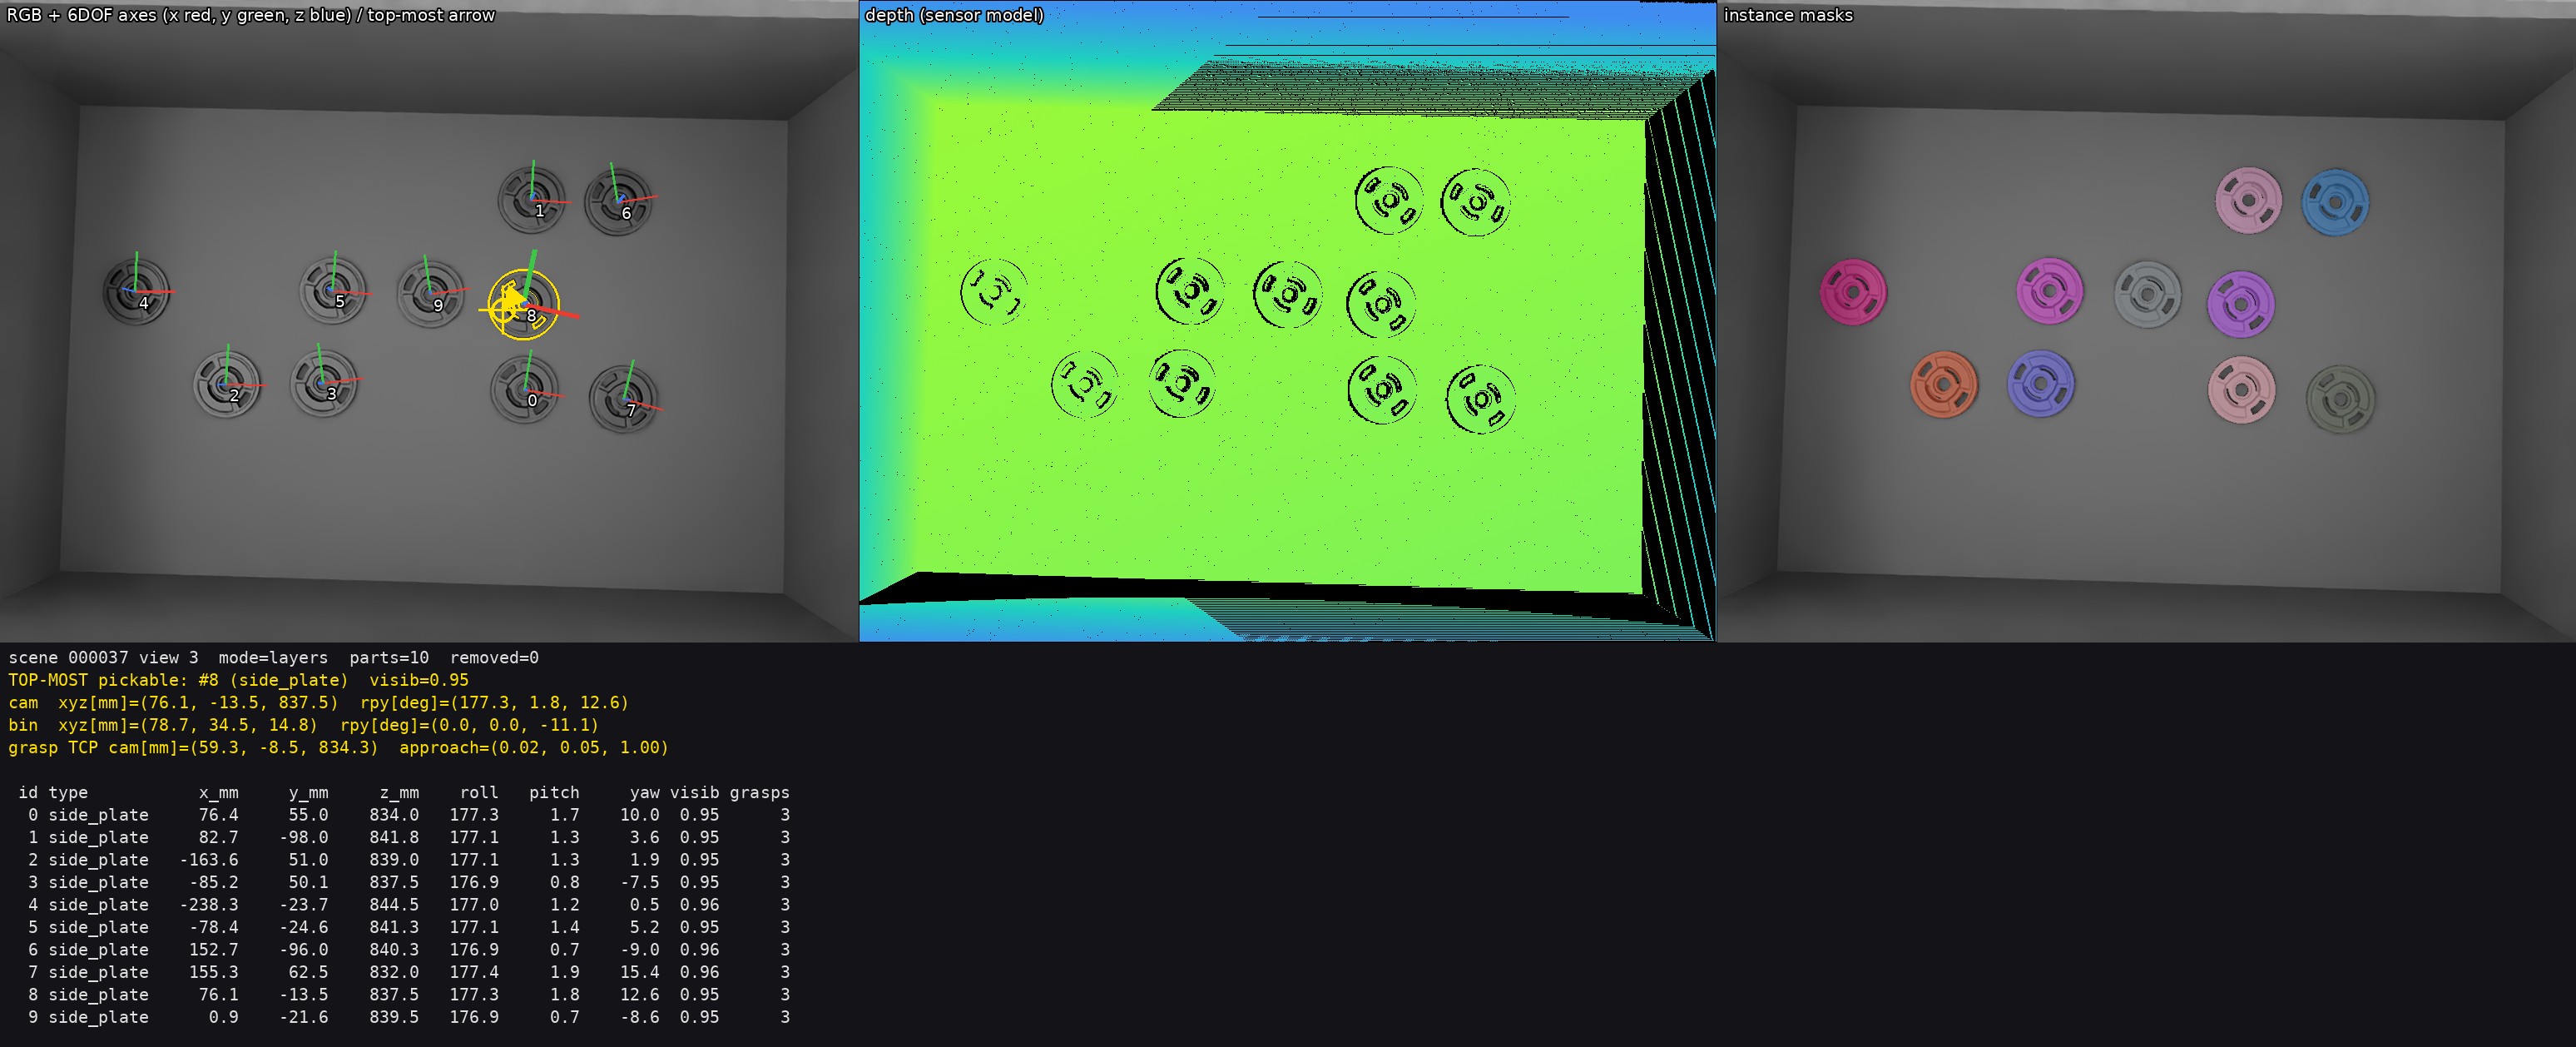 RGB + 6DOF axes (x red, y green, z blue) / top-most arrow
depth (sensor model)
instance masks
1
6
4
5
9
8
2
3
0
7
scene 000037 view 3  mode=layers  parts=10  removed=0
TOP-MOST pickable: #8 (side_plate)  visib=0.95
cam  xyz[mm]=(76.1, -13.5, 837.5)  rpy[deg]=(177.3, 1.8, 12.6)
bin  xyz[mm]=(78.7, 34.5, 14.8)  rpy[deg]=(0.0, 0.0, -11.1)
grasp TCP cam[mm]=(59.3, -8.5, 834.3)  approach=(0.02, 0.05, 1.00)
id type x_mm y_mm z_mm roll pitch yaw visib grasps
0 side_plate 76.4 55.0 834.0 177.3 1.7 10.0 0.95 3
1 side_plate 82.7 -98.0 841.8 177.1 1.3 3.6 0.95 3
2 side_plate -163.6 51.0 839.0 177.1 1.3 1.9 0.95 3
3 side_plate -85.2 50.1 837.5 176.9 0.8 -7.5 0.95 3
4 side_plate -238.3 -23.7 844.5 177.0 1.2 0.5 0.96 3
5 side_plate -78.4 -24.6 841.3 177.1 1.4 5.2 0.95 3
6 side_plate 152.7 -96.0 840.3 176.9 0.7 -9.0 0.96 3
7 side_plate 155.3 62.5 832.0 177.4 1.9 15.4 0.96 3
8 side_plate 76.1 -13.5 837.5 177.3 1.8 12.6 0.95 3
9 side_plate 0.9 -21.6 839.5 176.9 0.7 -8.6 0.95 3